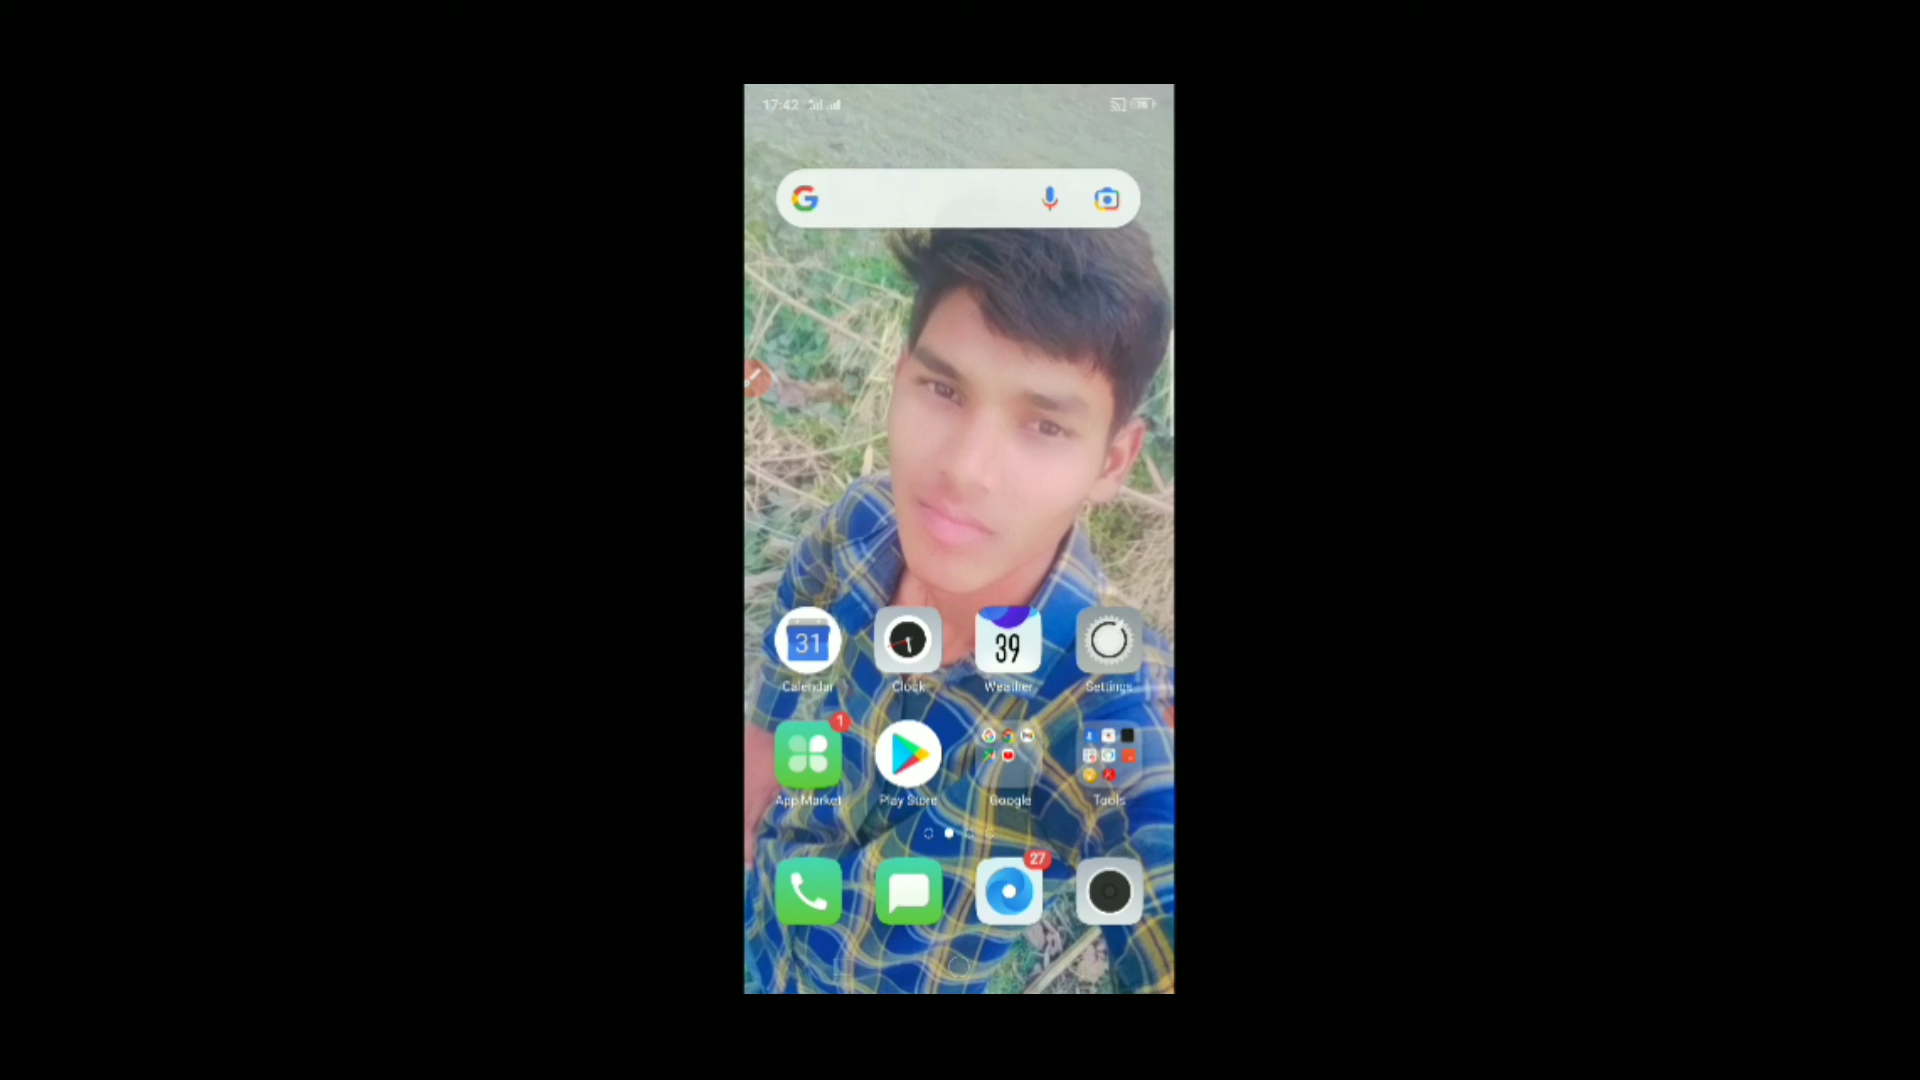 17:42
31
39
Calendar
Clock
Weather
Settings
1
App Market
Play Store
Google
Tools
27